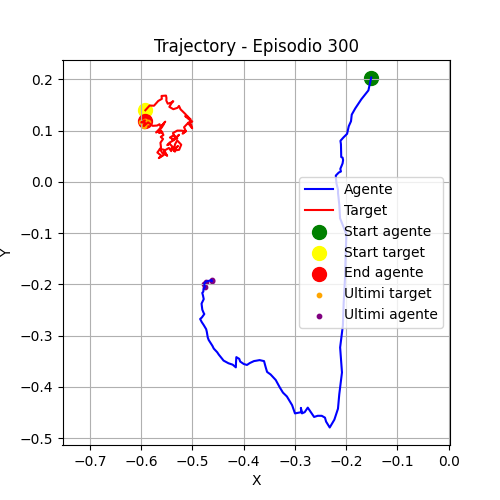 Trajectory - Episodio 300
0.2
0.1
0.0
−0.1
−0.2
−0.3
−0.4
−0.5
Y
Agente
Target
Start agente
Start target
End agente
Ultimi target
Ultimi agente
−0.7
−0.6
−0.5
−0.4
−0.3
−0.2
−0.1
0.0
X